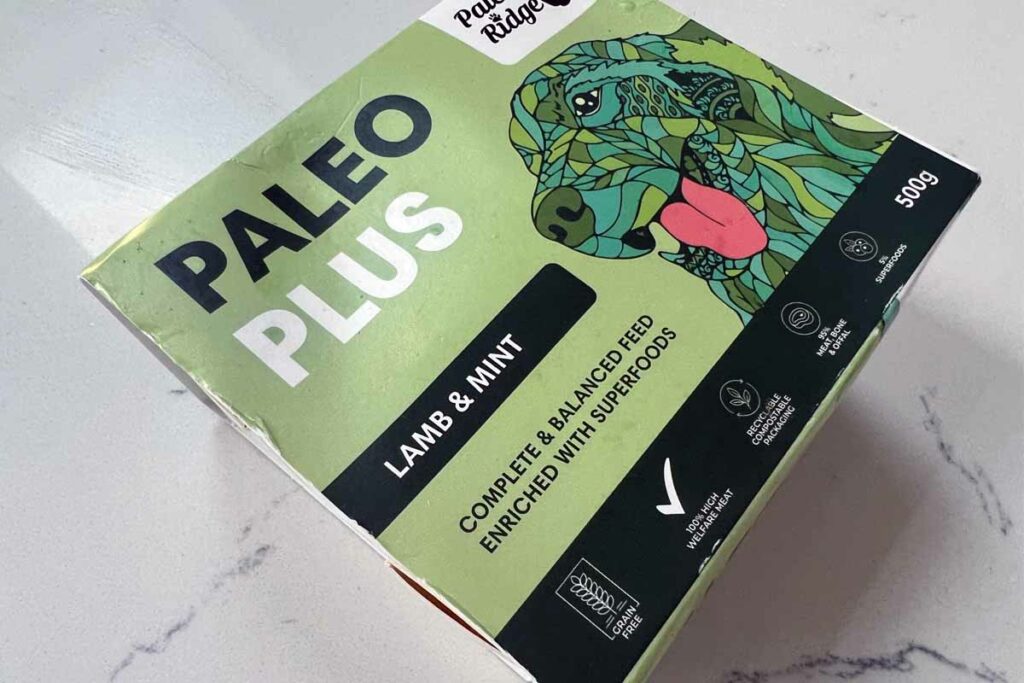 Paleo
Ridge
PALEO
PLUS
LAMB & MINT
COMPLETE & BALANCED FEED
ENRICHED WITH SUPERFOODS
500g
5%
SUPERFOODS
95%
MEAT, BONE
& OFFAL
RECYCLABLE
COMPOSTABLE
PACKAGING
100% HIGH
WELFARE MEAT
GRAIN
FREE